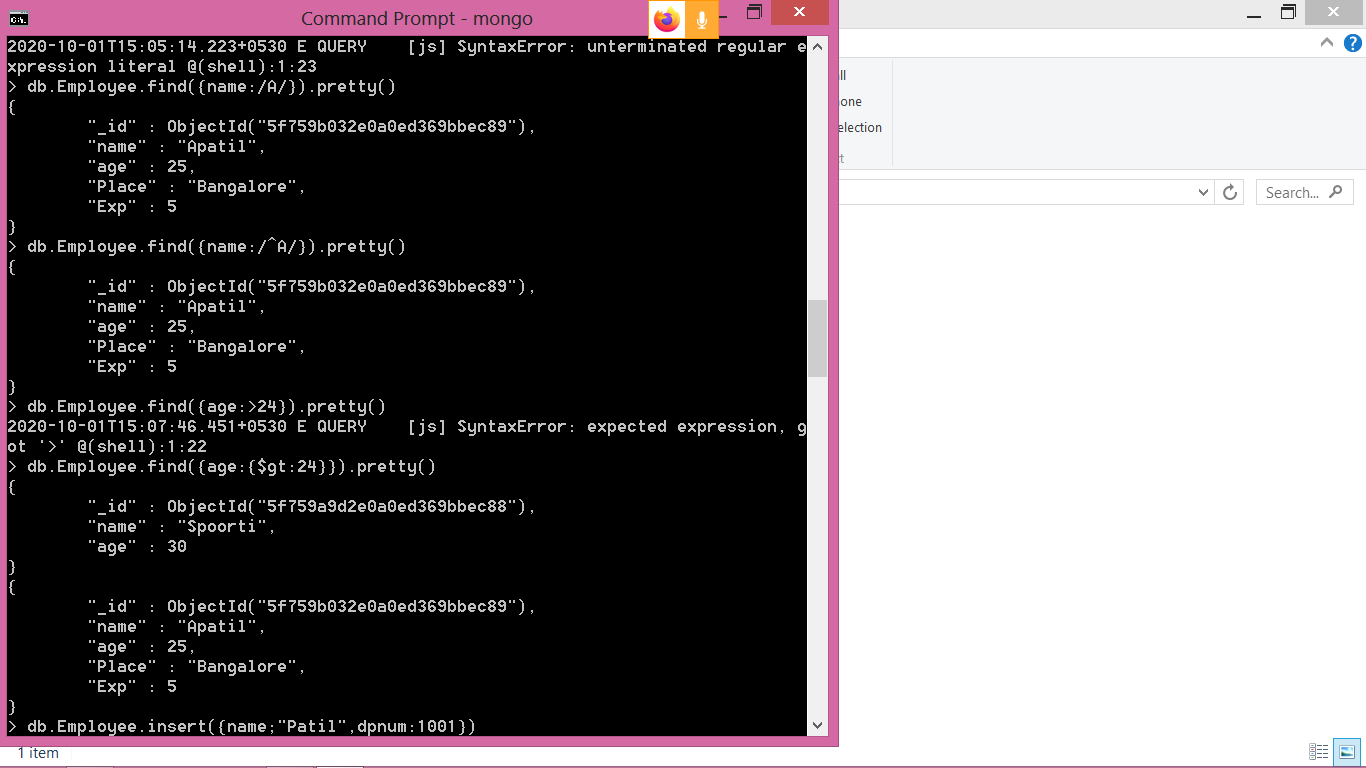 Command Prompt - mongo
2020-10-01T15:05:14.223+0530 E QUERY    [js] SyntaxError: unterminated regular e
xpression literal @(shell):1:23
> db.Employee.find({name:/A/}).pretty()
{
        "_id" : ObjectId("5f759b032e0a0ed369bbec89"),
        "name" : "Apatil",
        "age" : 25,
        "Place" : "Bangalore",
        "Exp" : 5
}
> db.Employee.find({name:/^A/}).pretty()
{
        "_id" : ObjectId("5f759b032e0a0ed369bbec89"),
        "name" : "Apatil",
        "age" : 25,
        "Place" : "Bangalore",
        "Exp" : 5
}
> db.Employee.find({age:>24}).pretty()
2020-10-01T15:07:46.451+0530 E QUERY    [js] SyntaxError: expected expression, g
ot '>' @(shell):1:22
> db.Employee.find({age:{$gt:24}}).pretty()
{
        "_id" : ObjectId("5f759a9d2e0a0ed369bbec88"),
        "name" : "Spoorti",
        "age" : 30
}
{
        "_id" : ObjectId("5f759b032e0a0ed369bbec89"),
        "name" : "Apatil",
        "age" : 25,
        "Place" : "Bangalore",
        "Exp" : 5
}
> db.Employee.insert({name;"Patil",dpnum:1001})
ll
one
election
t
Search...
1 item